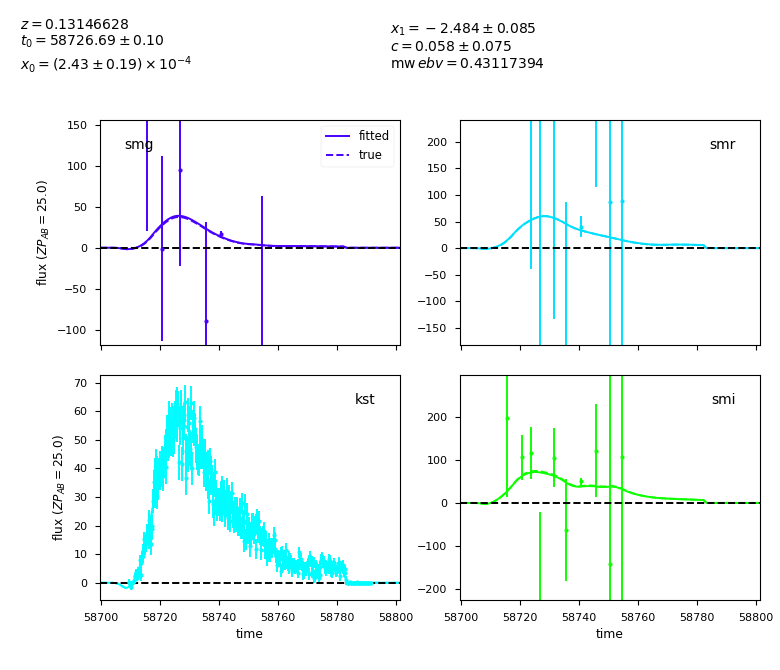 z = 0.13146628
t₀ = 58726.69 ± 0.10
x₀ = (2.43 ± 0.19) × 10⁻⁴
x₁ = −2.484 ± 0.085
c = 0.058 ± 0.075
mw ebv = 0.43117394
smg
fitted
true
150
100
50
0
−50
−100
flux (ZP_AB = 25.0)
smr
200
150
100
50
0
−50
−100
−150
kst
70
60
50
40
30
20
10
0
flux (ZP_AB = 25.0)
58700 58720 58740 58760 58780 58800
time
smi
200
100
0
−100
−200
58700 58720 58740 58760 58780 58800
time